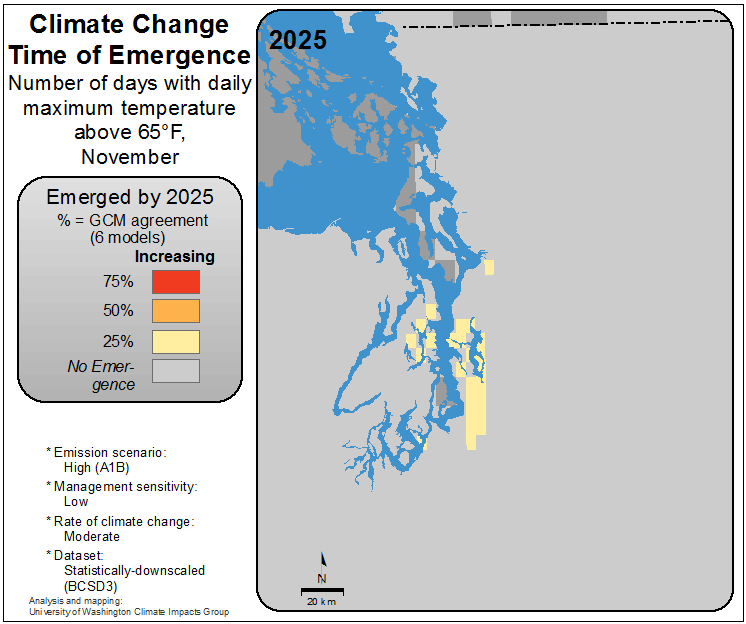 Climate Change
Time of Emergence
Number of days with daily
maximum temperature
above 65°F,
November
Emerged by 2025
% = GCM agreement
(6 models)
Increasing
75%
50%
25%
No Emer-
gence
* Emission scenario:
High (A1B)
* Management sensitivity:
Low
* Rate of climate change:
Moderate
* Dataset:
Statistically-downscaled
(BCSD3)
Analysis and mapping:
University of Washington Climate Impacts Group
2025
N
20 km